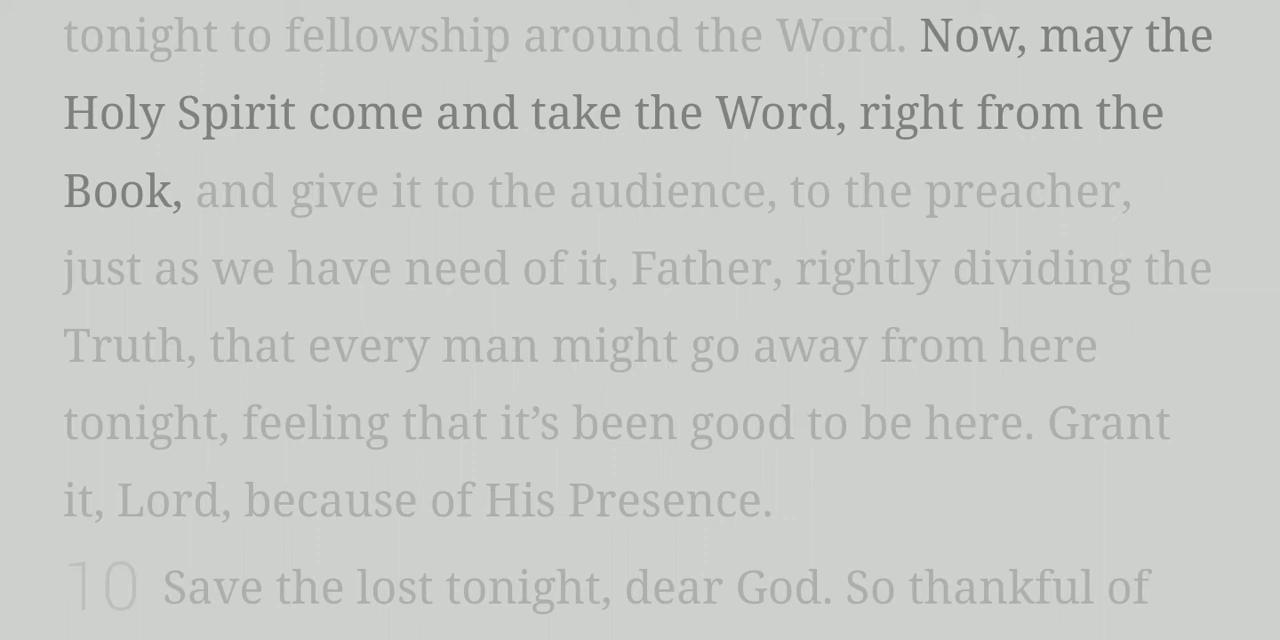 tonight to fellowship around the Word. Now, may the
Holy Spirit come and take the Word, right from the
Book, and give it to the audience, to the preacher,
just as we have need of it, Father, rightly dividing the
Truth, that every man might go away from here
tonight, feeling that it’s been good to be here. Grant
it, Lord, because of His Presence.
10 Save the lost tonight, dear God. So thankful of